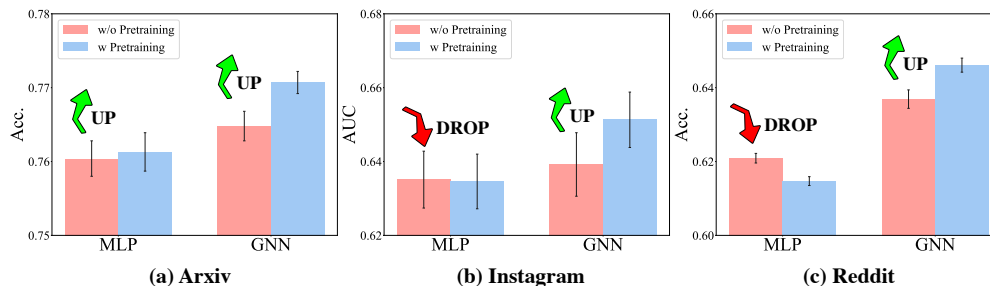 0.78
0.77
0.76
0.75
Acc.
w/o Pretraining
w Pretraining
UP
UP
MLP
GNN
(a) Arxiv
0.68
0.66
0.64
0.62
AUC
w/o Pretraining
w Pretraining
DROP
UP
MLP
GNN
(b) Instagram
0.66
0.64
0.62
0.60
Acc.
w/o Pretraining
w Pretraining
DROP
UP
MLP
GNN
(c) Reddit